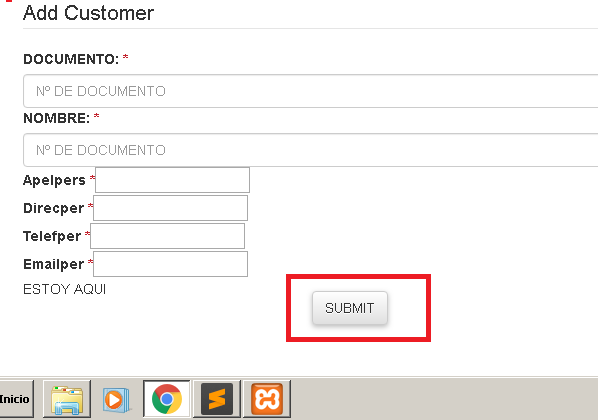 Add Customer
DOCUMENTO: *
Nº DE DOCUMENTO
NOMBRE: *
Nº DE DOCUMENTO
Apelpers *
Direcper *
Telefper *
Emailper *
ESTOY AQUI
SUBMIT
Inicio